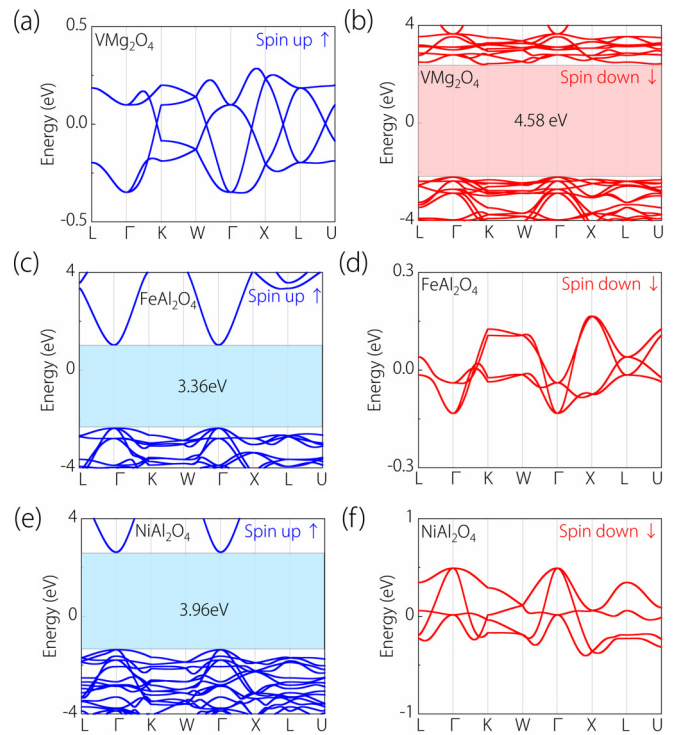 (a)
0.5
VMg₂O₄
Spin up ↑
Energy (eV)
0.0
-0.5
L Γ K W Γ X L U
(b)
4
VMg₂O₄
Spin down ↓
Energy (eV)
0
4.58 eV
-4
L Γ K W Γ X L U
(c)
4
FeAl₂O₄
Spin up ↑
Energy (eV)
0
3.36eV
-4
L Γ K W Γ X L U
(d)
0.3
FeAl₂O₄
Spin down ↓
Energy (eV)
0.0
-0.3
L Γ K W Γ X L U
(e)
4
NiAl₂O₄
Spin up ↑
Energy (eV)
0
3.96eV
-4
L Γ K W Γ X L U
(f)
1
NiAl₂O₄
Spin down ↓
Energy (eV)
0
-1
L Γ K W Γ X L U